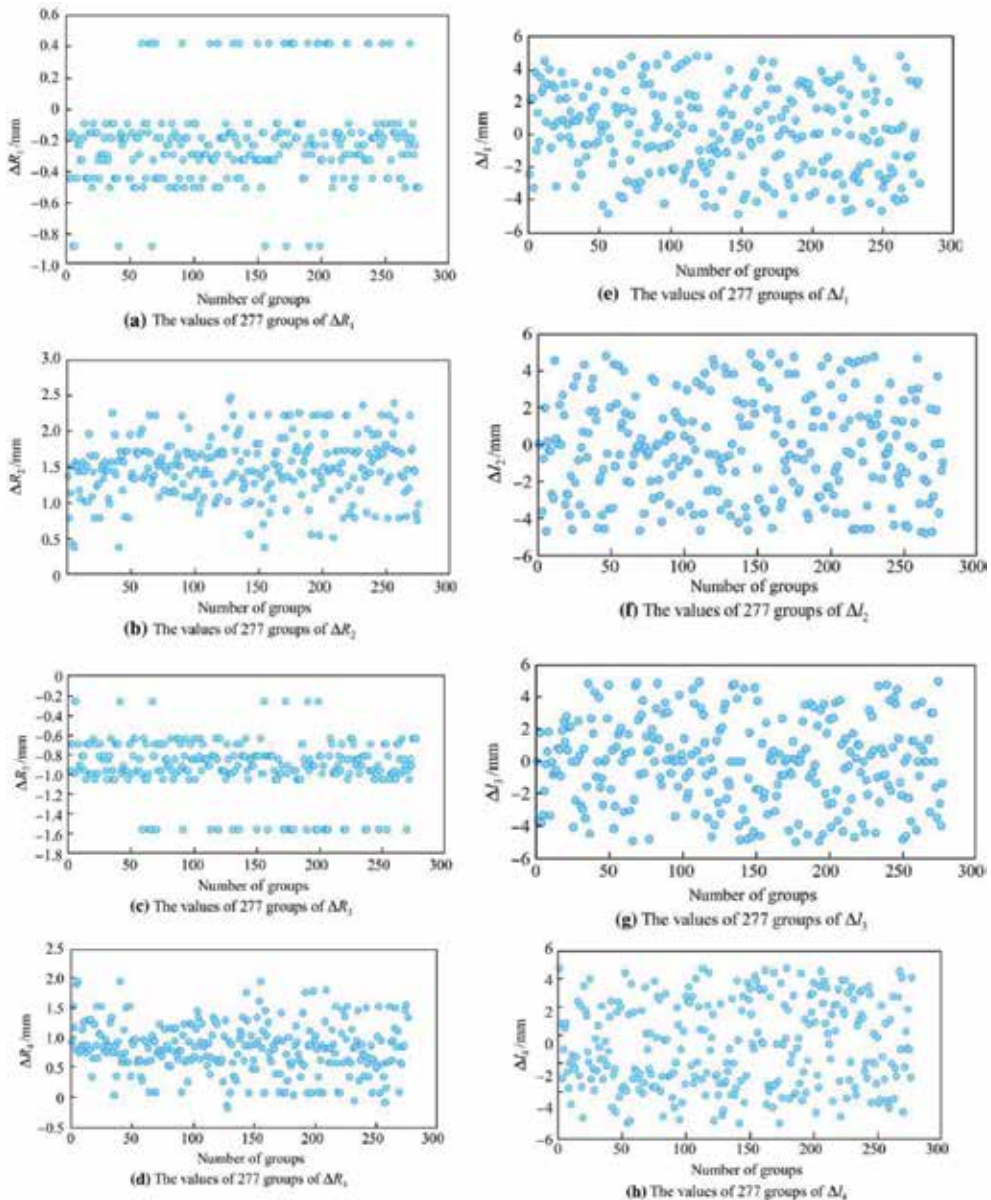 0.6
0.4
0.2
0
−0.2
−0.4
−0.6
−0.8
−1.0
ΔR₁/mm
0 50 100 150 200 250 300
Number of groups
(a) The values of 277 groups of ΔR₁
3.0
2.5
2.0
1.5
1.0
0.5
0
ΔR₂/mm
50 100 150 200 250 300
Number of groups
(b) The values of 277 groups of ΔR₂
0
−0.2
−0.4
−0.6
−0.8
−1.0
−1.2
−1.4
−1.6
−1.8
ΔR₃/mm
0 50 100 150 200 250 300
Number of groups
(c) The values of 277 groups of ΔR₃
2.5
2.0
1.5
1.0
0.5
0
ΔR₄/mm
0 50 100 150 200 250 300
Number of groups
(d) The values of 277 groups of ΔR₄
6
4
2
0
−2
−4
−6
Δl₁/mm
0 50 100 150 200 250 300
Number of groups
(e) The values of 277 groups of Δl₁
6
4
2
0
−2
−4
−6
Δl₂/mm
0 50 100 150 200 250 300
Number of groups
(f) The values of 277 groups of Δl₂
6
4
2
0
−2
−4
−6
Δl₃/mm
0 50 100 150 200 250 300
Number of groups
(g) The values of 277 groups of Δl₃
6
4
2
0
−2
−4
−6
Δl₄/mm
0 50 100 150 200 250 300
Number of groups
(h) The values of 277 groups of Δl₄